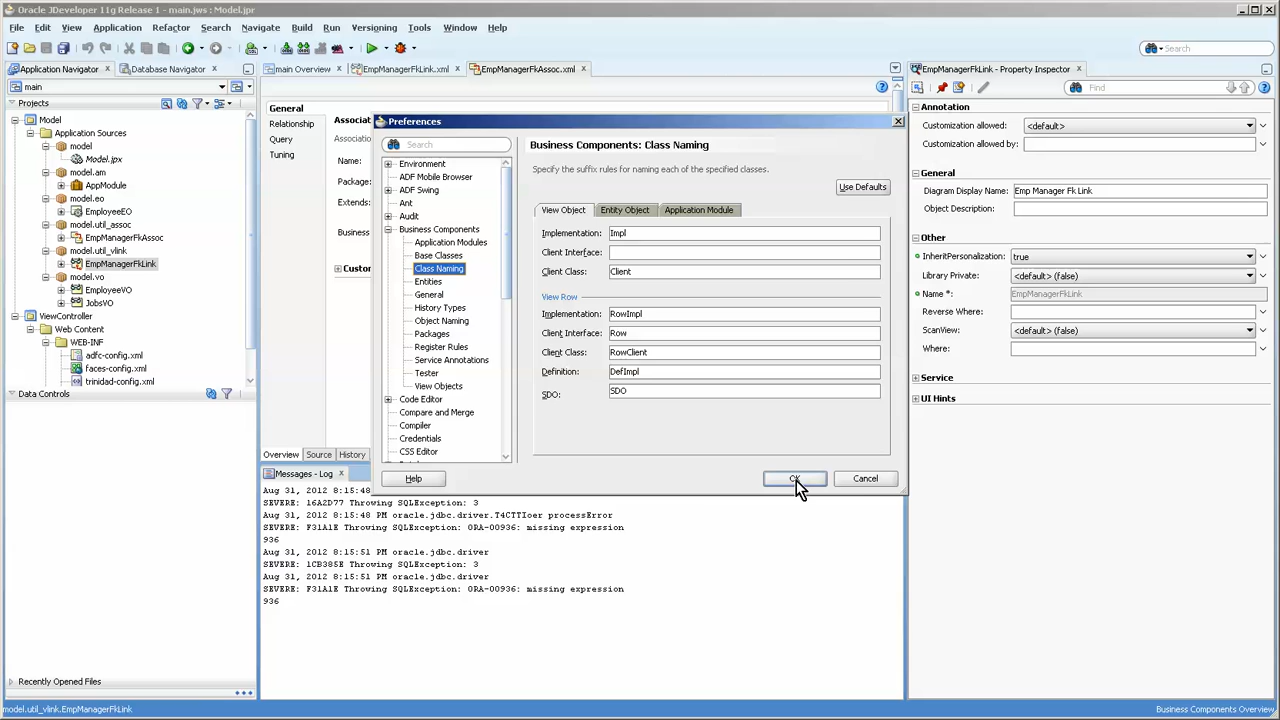 Oracle JDeveloper 11g Release 1 - main.jws : Model.jpr
File Edit View Application Refactor Search Navigate Build Run Versioning Tools Window Help
Search
Application Navigator
Database Navigator
main Overview
EmpManagerFkLink.xml
EmpManagerFkAssoc.xml
EmpManagerFkLink - Property Inspector
main
Find
Projects
Model
Application Sources
model
Model.jpx
model.am
AppModule
model.eo
EmployeeEO
model.util_assoc
EmpManagerFkAssoc
model.util_vlink
EmpManagerFkLink
model.vo
EmployeeVO
JobsVO
ViewController
Web Content
WEB-INF
adfc-config.xml
faces-config.xml
trinidad-config.xml
Data Controls
Recently Opened Files
General
Relationship
Query
Tuning
Associat
Associatio
Name:
Package:
Extends:
Business
Custo
Overview Source History
Preferences
Search
Environment
ADF Mobile Browser
ADF Swing
Ant
Audit
Business Components
Application Modules
Base Classes
Class Naming
Entities
General
History Types
Object Naming
Packages
Register Rules
Service Annotations
Tester
View Objects
Code Editor
Compare and Merge
Compiler
Credentials
CSS Editor
Business Components: Class Naming
Specify the suffix rules for naming each of the specified classes.
Use Defaults
View Object Entity Object Application Module
Implementation: Impl
Client Interface:
Client Class: Client
View Row
Implementation: RowImpl
Client Interface: Row
Client Class: RowClient
Definition: DefImpl
SDO: SDO
Help
OK
Cancel
Messages - Log
Aug 31, 2012 8:15:48
SEVERE: 16A2D77 Throwing SQLException: 3
Aug 31, 2012 8:15:48 PM oracle.jdbc.driver.T4CTTIoer processError
SEVERE: F31A1E Throwing SQLException: ORA-00936: missing expression
936
Aug 31, 2012 8:15:51 PM oracle.jdbc.driver
SEVERE: 1CB385E Throwing SQLException: 3
Aug 31, 2012 8:15:51 PM oracle.jdbc.driver
SEVERE: F31A1E Throwing SQLException: ORA-00936: missing expression
936
Annotation
Customization allowed: <default>
Customization allowed by:
General
Diagram Display Name: Emp Manager Fk Link
Object Description:
Other
InheritPersonalization: true
Library Private: <default> (false)
Name *: EmpManagerFkLink
Reverse Where:
ScanView: <default> (false)
Where:
Service
UI Hints
model.util_vlink.EmpManagerFkLink
Business Components Overview